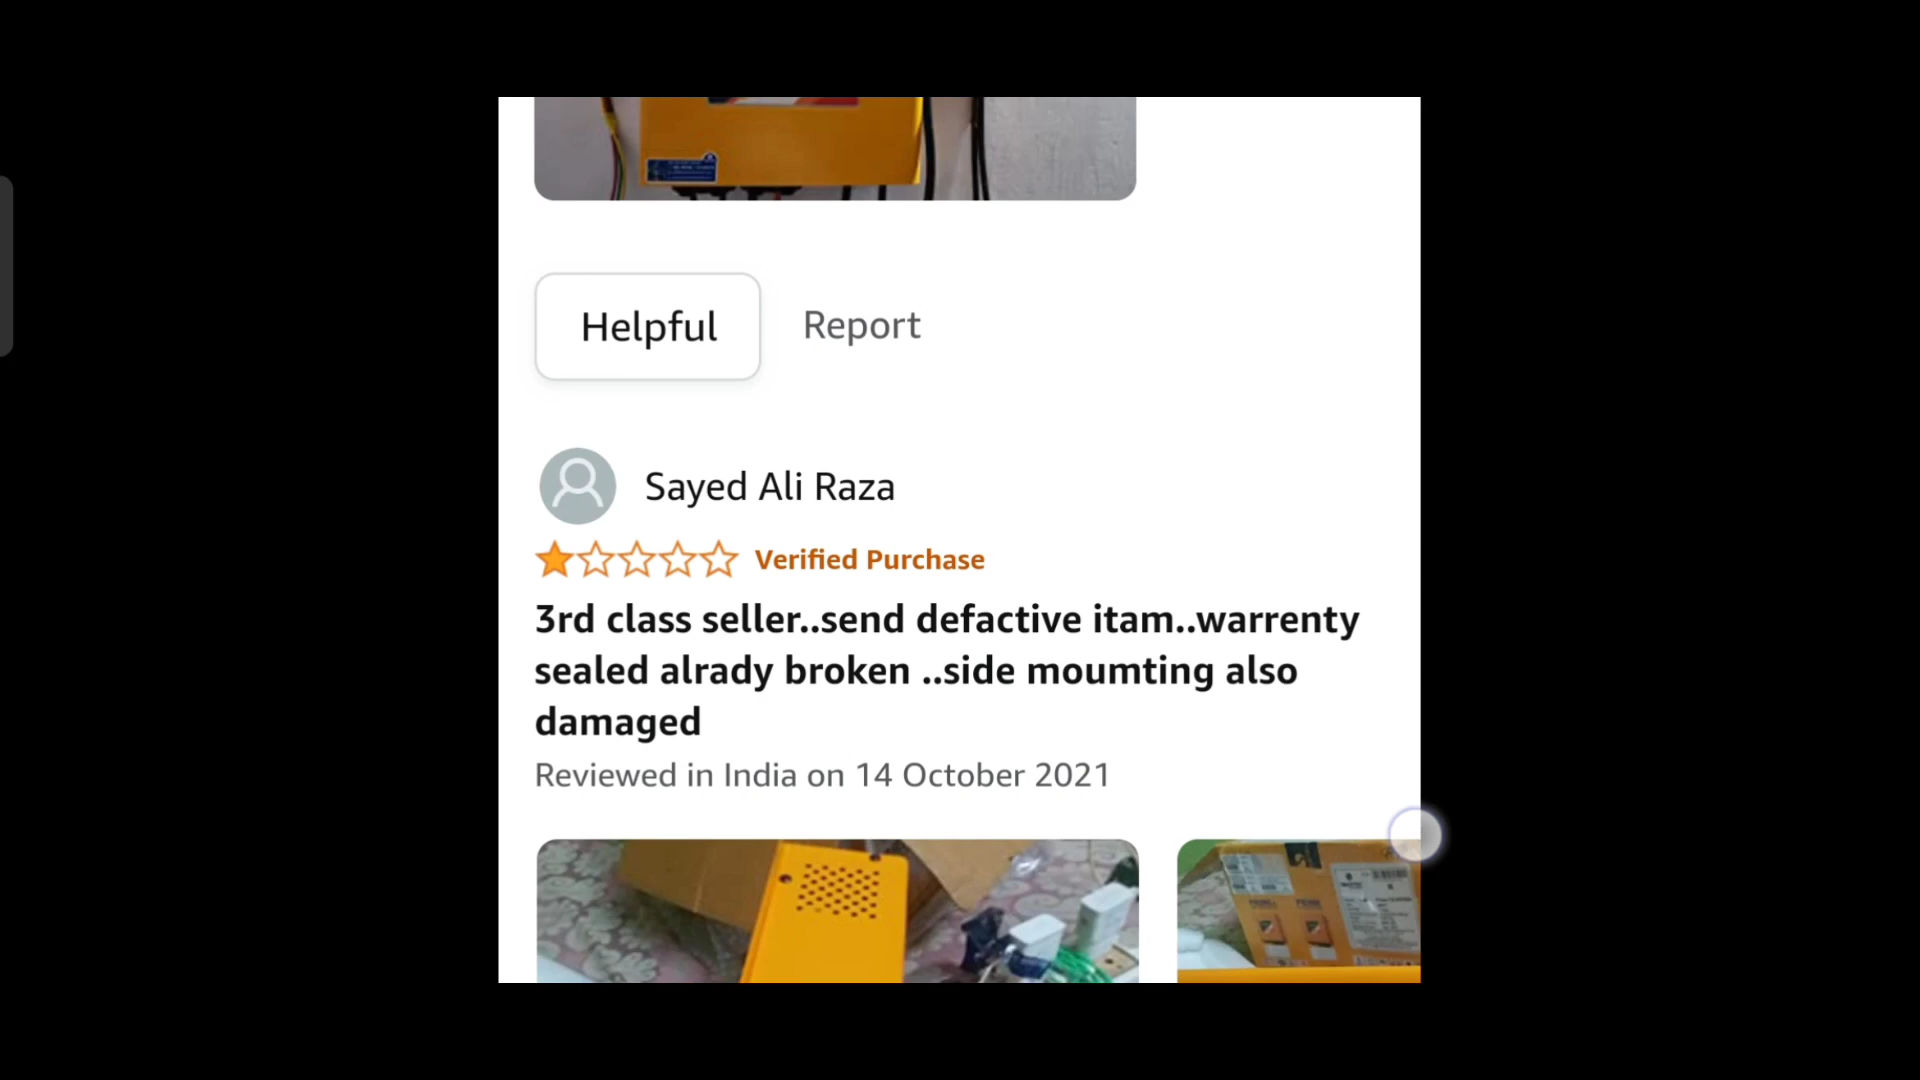 Helpful
Report
Sayed Ali Raza
Verified Purchase
3rd class seller..send defactive itam..warrenty
sealed alrady broken ..side moumting also
damaged
Reviewed in India on 14 October 2021